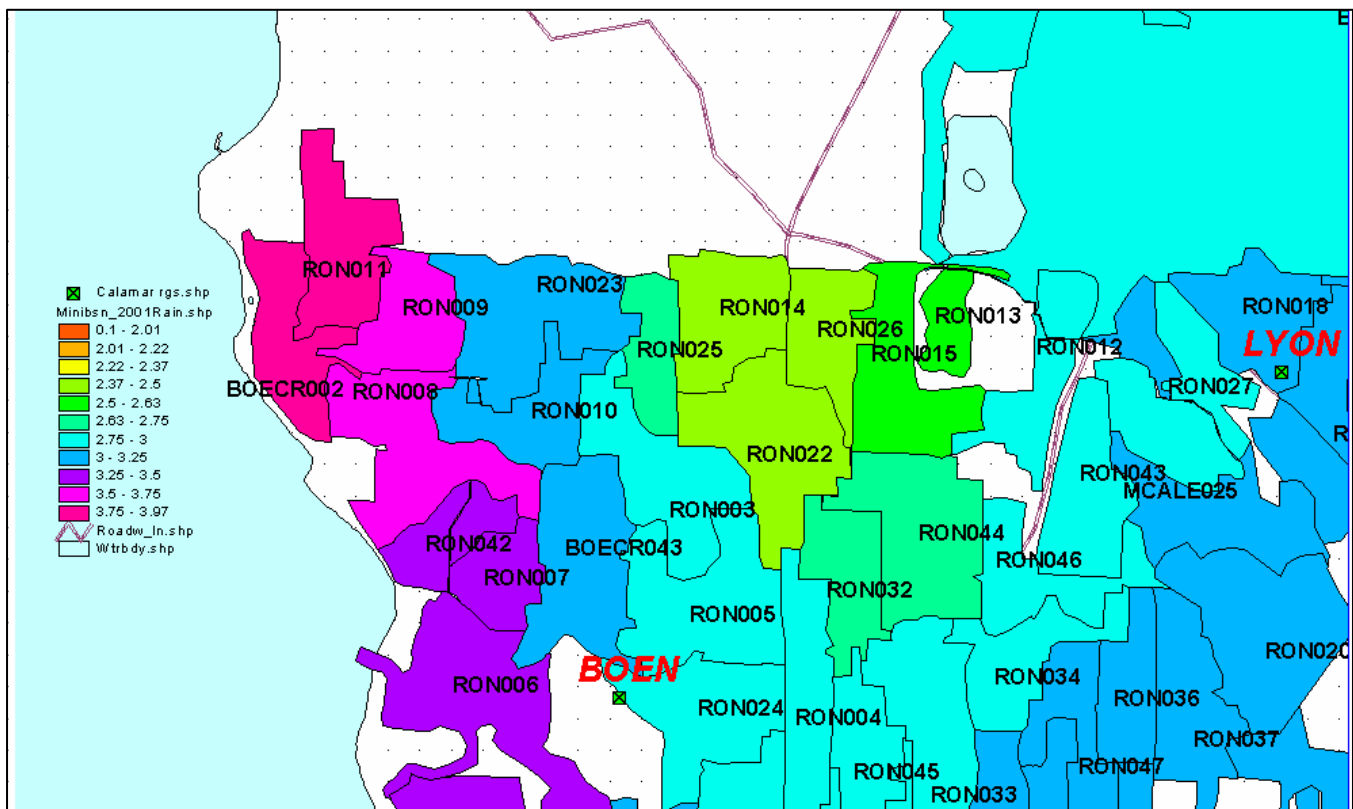 E
RON011
RON009
RON023
RON014
RON026
RON013
RON018
RON025
RON015
RON012
LYON
BOECR002
RON008
RON010
RON027
R
RON022
RON043
MCALE025
RON003
RON044
RON042
BOECR043
RON046
RON007
RON032
RON005
RON020
BOEN
RON006
RON034
RON024
RON004
RON036
RON037
RON045
RON047
RON033
Calamar rgs.shp
Minibsn_2001Rain.shp
0.1 - 2.01
2.01 - 2.22
2.22 - 2.37
2.37 - 2.5
2.5 - 2.63
2.63 - 2.75
2.75 - 3
3 - 3.25
3.25 - 3.5
3.5 - 3.75
3.75 - 3.97
Roadw_ln.shp
Wtrbdy.shp